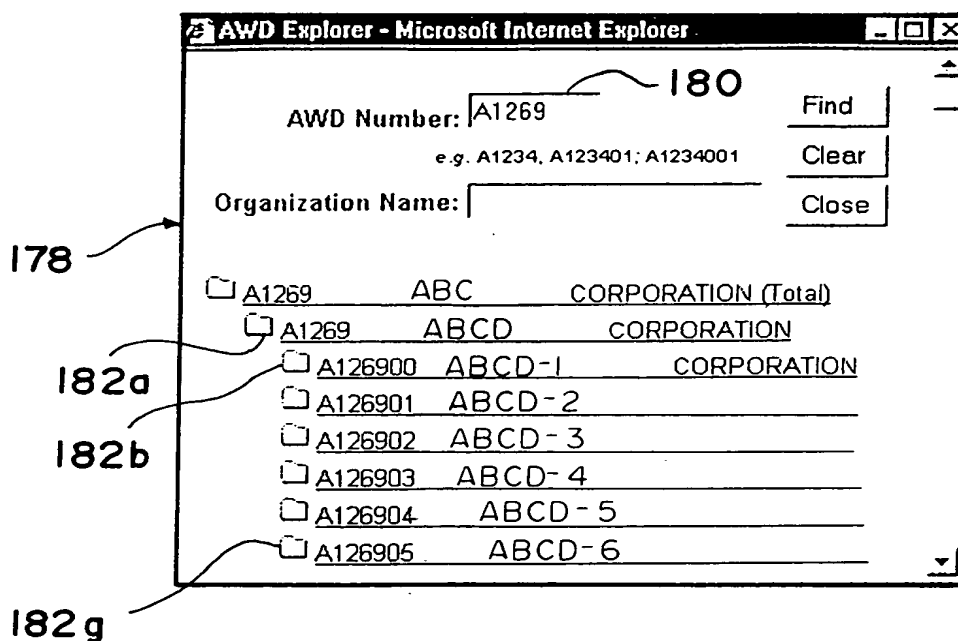 AWD Explorer - Microsoft Internet Explorer
180
AWD Number: A1269
Find
e.g. A1234, A123401; A1234001
Clear
Organization Name:
Close
178
A1269 ABC CORPORATION (Total)
A1269 ABCD CORPORATION
182a
A126900 ABCD-1 CORPORATION
182b
A126901 ABCD-2
A126902 ABCD-3
A126903 ABCD-4
A126904 ABCD-5
A126905 ABCD-6
182g